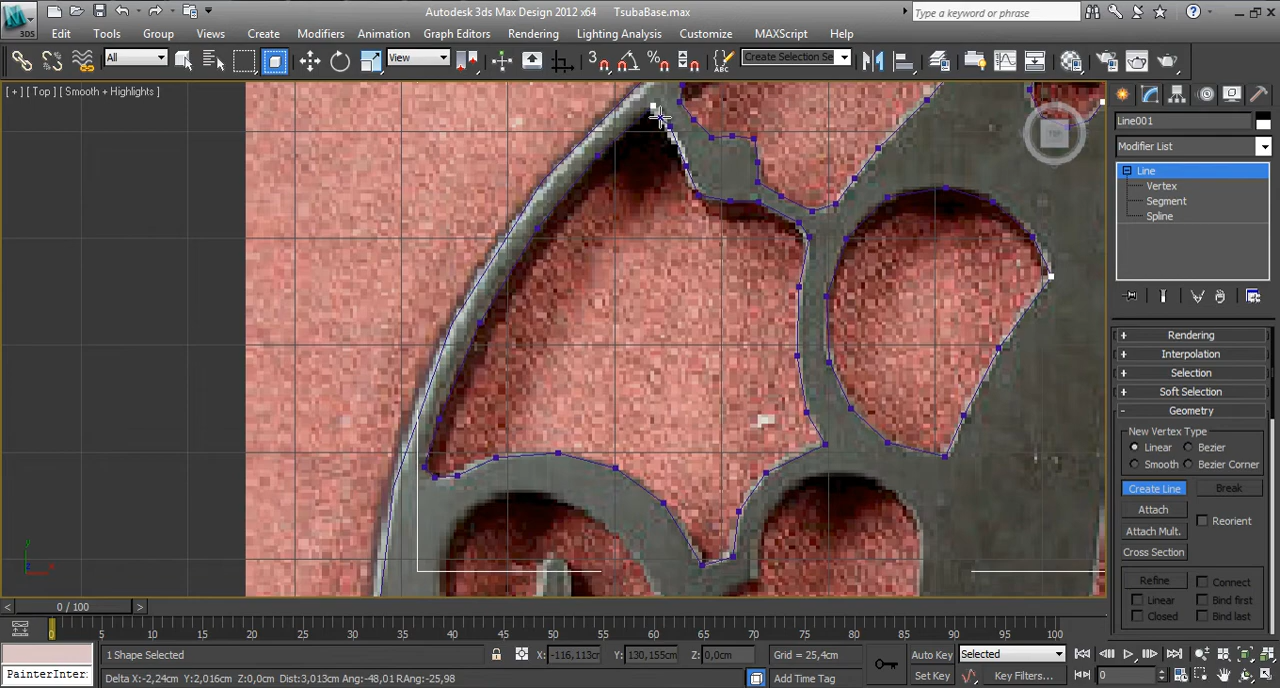 Autodesk 3ds Max Design 2012 x64 TsubaBase.max
Type a keyword or phrase
3DS
Edit Tools Group Views Create Modifiers Animation Graph Editors Rendering Lighting Analysis Customize MAXScript Help
All View Create Selection Se
[ + ] [ Top ] [ Smooth + Highlights ]
TOP
Line001
Modifier List
Line
Vertex
Segment
Spline
+ Rendering
+ Interpolation
+ Selection
+ Soft Selection
- Geometry
New Vertex Type
Linear Bezier
Smooth Bezier Corner
Create Line Break
Attach Reorient
Attach Mult.
Cross Section
Refine Connect
Linear Bind first
Closed Bind last
y
x
z
< 0 / 100 >
0 5 10 15 20 25 30 35 40 45 50 55 60 65 70 75 80 85 90 95 100
1 Shape Selected X: -116,113cm Y: 130,155cm Z: 0,0cm Grid = 25,4cm Auto Key Selected
PainterInter: Delta X:-2,24cm Y:2,016cm Z:0,0cm Dist:3,013cm Ang:-48,01 RAng:-25,98 Add Time Tag Set Key Key Filters... 0